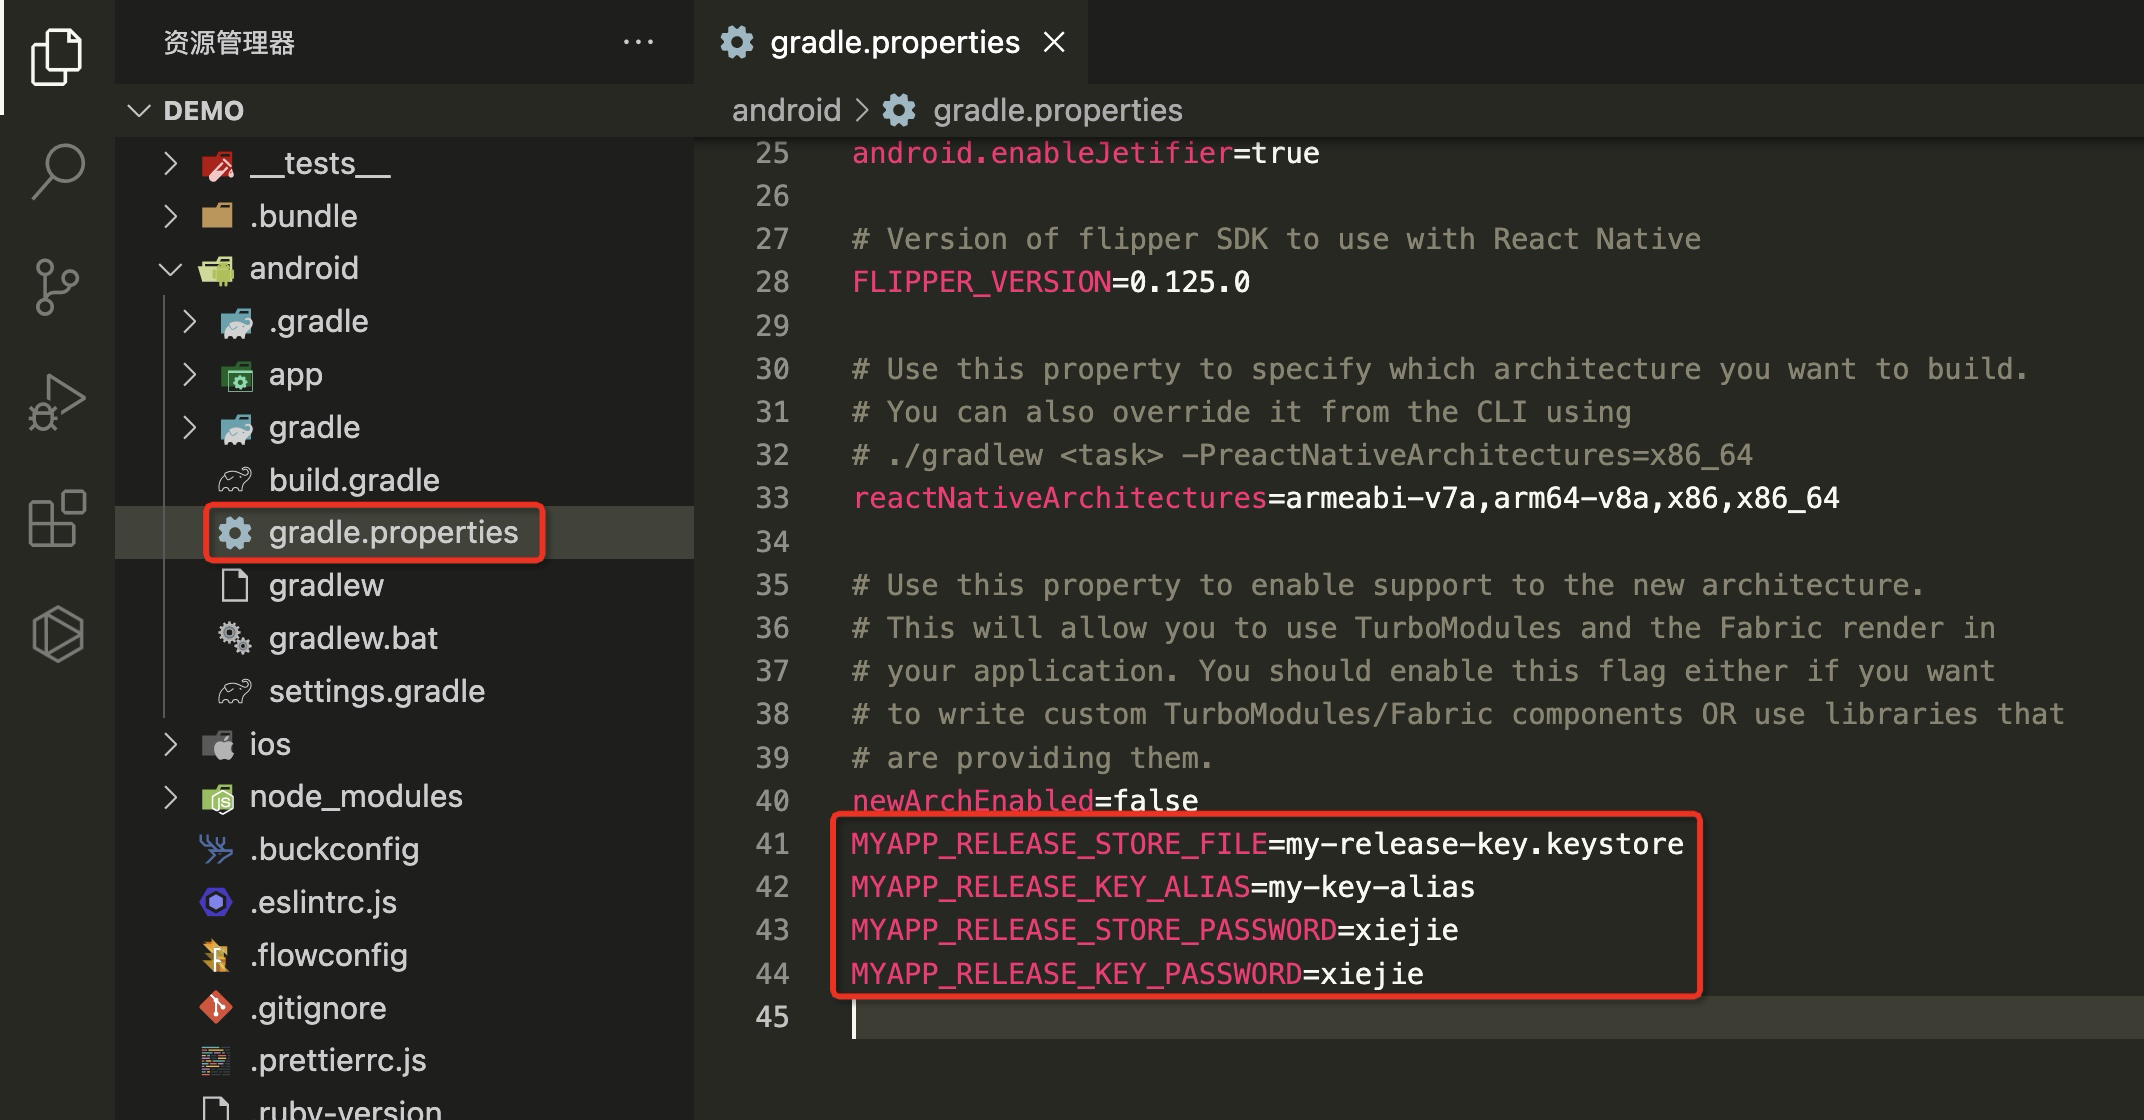 资源管理器
DEMO
__tests__
.bundle
android
.gradle
app
gradle
build.gradle
gradle.properties
gradlew
gradlew.bat
settings.gradle
ios
node_modules
.buckconfig
.eslintrc.js
.flowconfig
.gitignore
.prettierrc.js
.ruby-version
gradle.properties
android > gradle.properties
25 android.enableJetifier=true
26
27 # Version of flipper SDK to use with React Native
28 FLIPPER_VERSION=0.125.0
29
30 # Use this property to specify which architecture you want to build.
31 # You can also override it from the CLI using
32 # ./gradlew <task> -PreactNativeArchitectures=x86_64
33 reactNativeArchitectures=armeabi-v7a,arm64-v8a,x86,x86_64
34
35 # Use this property to enable support to the new architecture.
36 # This will allow you to use TurboModules and the Fabric render in
37 # your application. You should enable this flag either if you want
38 # to write custom TurboModules/Fabric components OR use libraries that
39 # are providing them.
40 newArchEnabled=false
41 MYAPP_RELEASE_STORE_FILE=my-release-key.keystore
42 MYAPP_RELEASE_KEY_ALIAS=my-key-alias
43 MYAPP_RELEASE_STORE_PASSWORD=xiejie
44 MYAPP_RELEASE_KEY_PASSWORD=xiejie
45